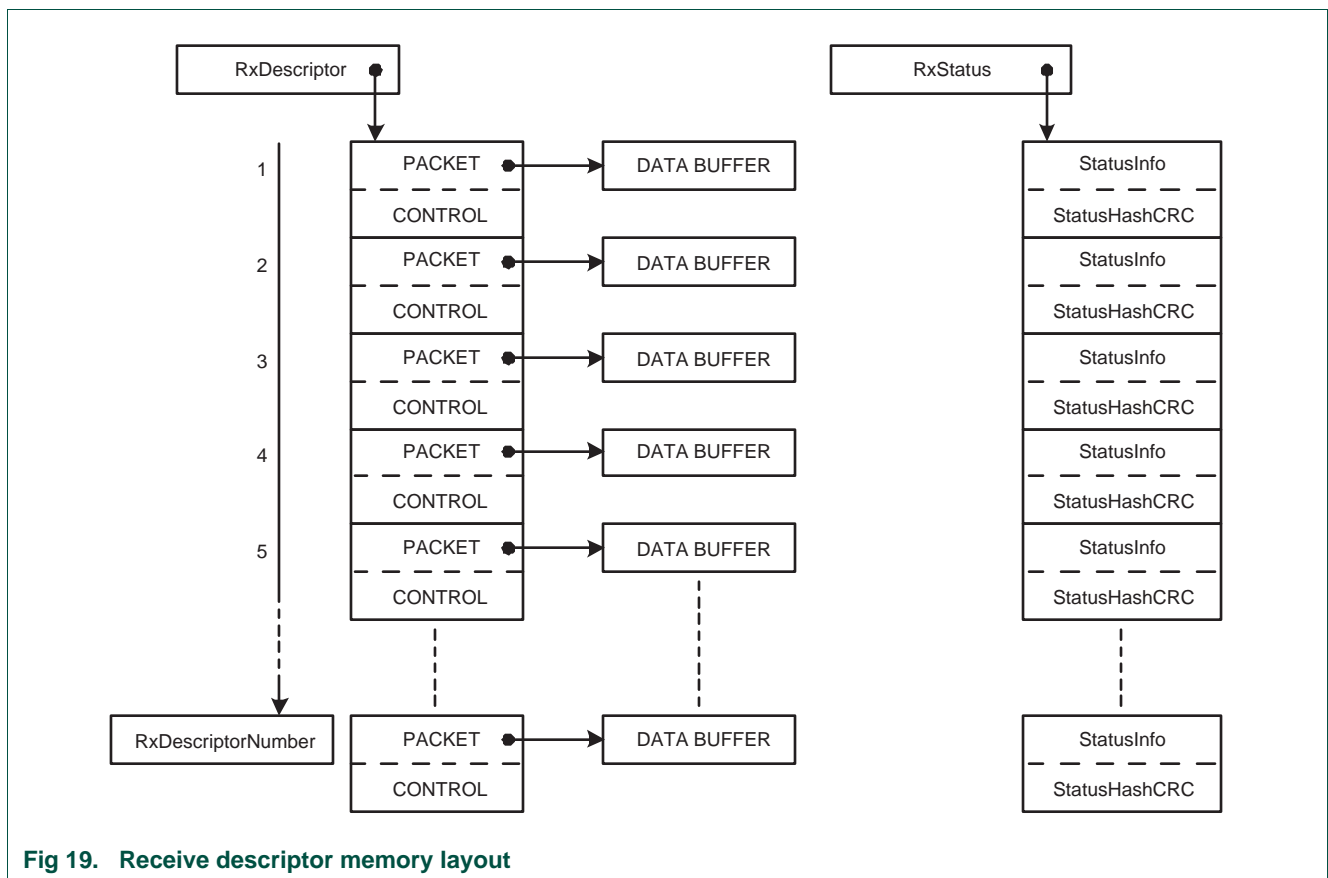 RxDescriptor
RxStatus
1
PACKET
DATA BUFFER
StatusInfo
CONTROL
StatusHashCRC
2
PACKET
DATA BUFFER
StatusInfo
CONTROL
StatusHashCRC
3
PACKET
DATA BUFFER
StatusInfo
CONTROL
StatusHashCRC
4
PACKET
DATA BUFFER
StatusInfo
CONTROL
StatusHashCRC
5
PACKET
DATA BUFFER
StatusInfo
CONTROL
StatusHashCRC
RxDescriptorNumber
PACKET
DATA BUFFER
StatusInfo
CONTROL
StatusHashCRC
Fig 19. Receive descriptor memory layout